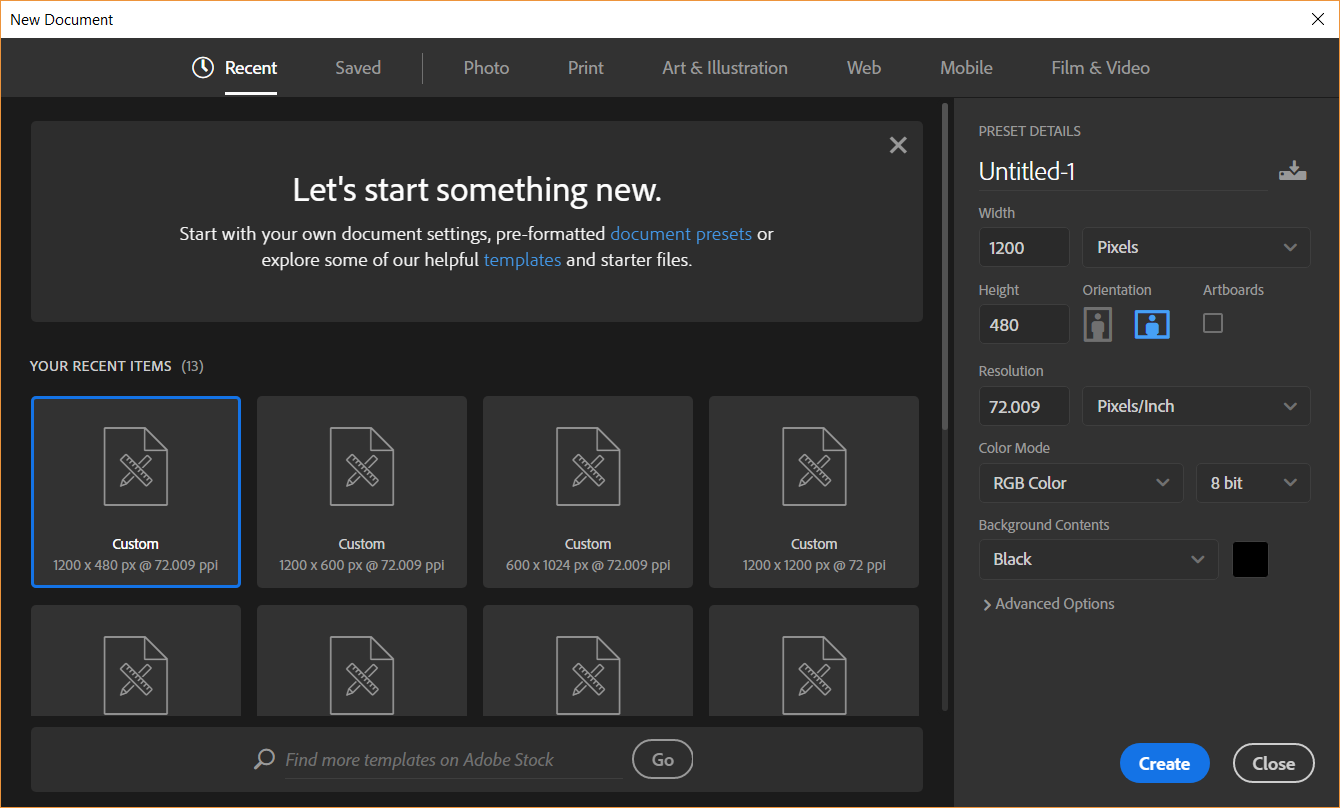 New Document
Recent
Saved
Photo
Print
Art & Illustration
Web
Mobile
Film & Video
Let's start something new.
Start with your own document settings, pre-formatted document presets or
explore some of our helpful templates and starter files.
YOUR RECENT ITEMS (13)
Custom
1200 x 480 px @ 72.009 ppi
Custom
1200 x 600 px @ 72.009 ppi
Custom
600 x 1024 px @ 72.009 ppi
Custom
1200 x 1200 px @ 72 ppi
Find more templates on Adobe Stock
Go
PRESET DETAILS
Untitled-1
Width
1200
Pixels
Height
Orientation
Artboards
480
Resolution
72.009
Pixels/Inch
Color Mode
RGB Color
8 bit
Background Contents
Black
Advanced Options
Create
Close